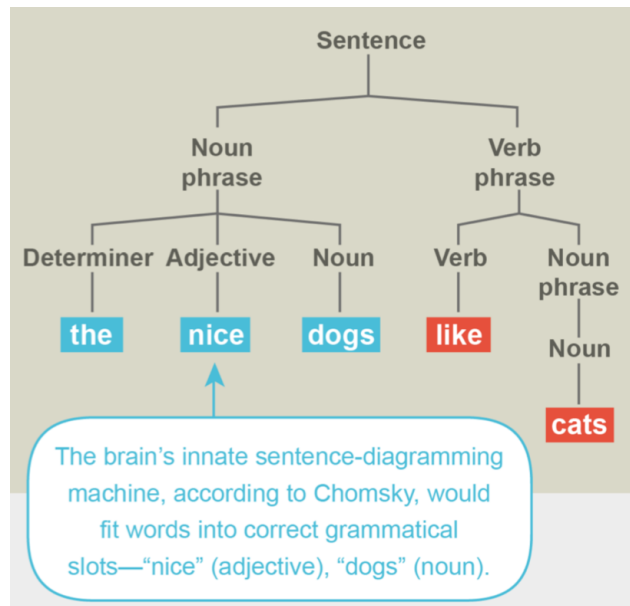 Sentence
Noun
phrase
Verb
phrase
Determiner Adjective Noun Verb Noun
phrase
the nice dogs like
Noun
cats
The brain’s innate sentence-diagramming
machine, according to Chomsky, would
fit words into correct grammatical
slots—“nice” (adjective), “dogs” (noun).